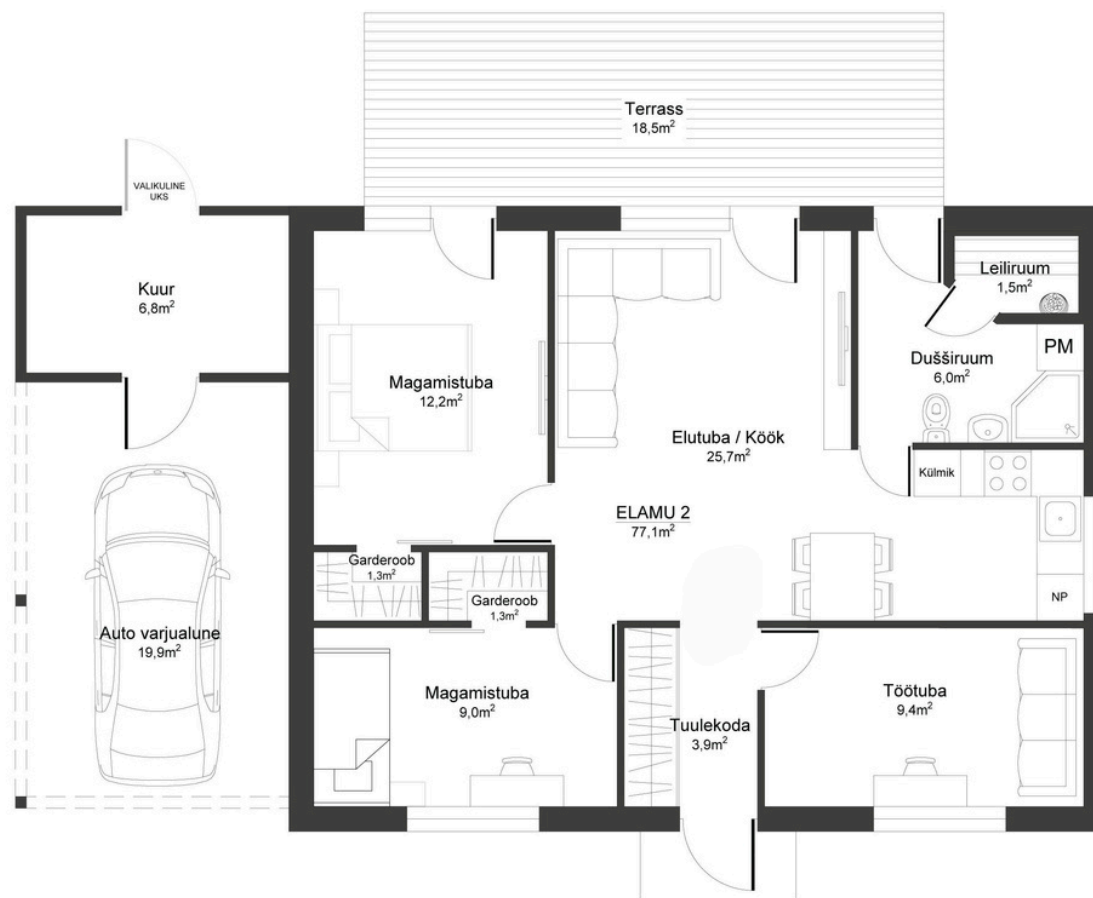 Terrass
18,5m²
VALIKULINE
UKS
Kuur
6,8m²
Leiliruum
1,5m²
PM
Dušširuum
6,0m²
Magamistuba
12,2m²
Elutuba / Köök
25,7m²
Külmik
ELAMU 2
77,1m²
Garderoob
1,3m²
Garderoob
1,3m²
NP
Auto varjualune
19,9m²
Magamistuba
9,0m²
Tuulekoda
3,9m²
Töötuba
9,4m²